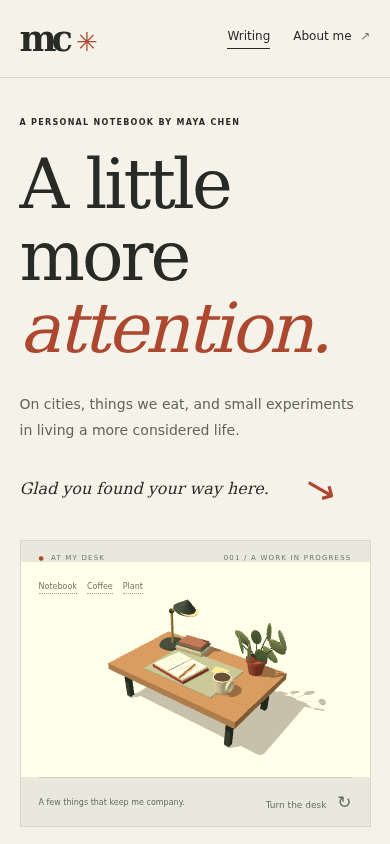 mc✳
Writing
About me ↗
A PERSONAL NOTEBOOK BY MAYA CHEN
A little
more
attention.
On cities, things we eat, and small experiments
in living a more considered life.
Glad you found your way here.
AT MY DESK
001 / A WORK IN PROGRESS
Notebook Coffee Plant
A few things that keep me company.
Turn the desk ↻